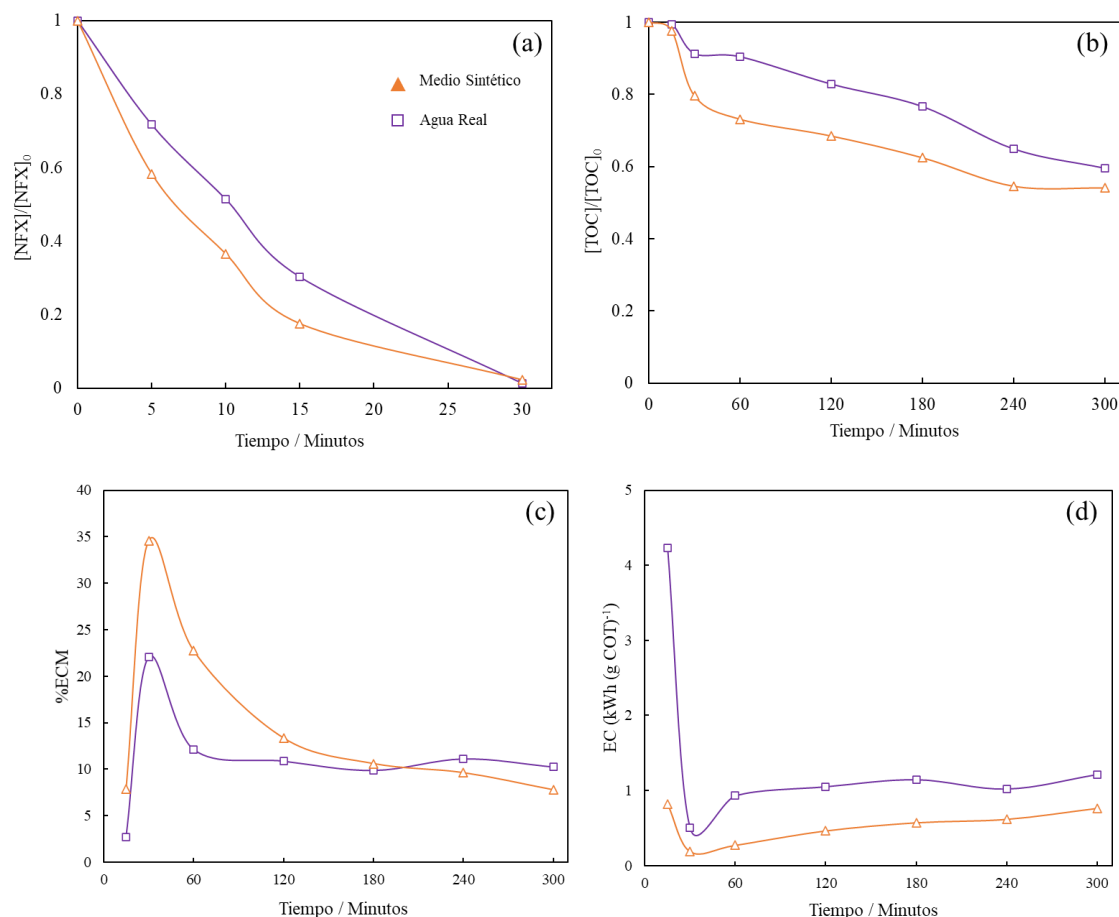 (a)
[NFX]/[NFX]₀
1
0.8
0.6
0.4
0.2
0
0 5 10 15 20 25 30
Tiempo / Minutos
Medio Sintético
Agua Real
(b)
[TOC]/[TOC]₀
1
0.8
0.6
0.4
0.2
0
0 60 120 180 240 300
Tiempo / Minutos
(c)
%ECM
40
35
30
25
20
15
10
5
0
0 60 120 180 240 300
Tiempo / Minutos
(d)
EC (kWh (g COT)⁻¹
5
4
3
2
1
0
0 60 120 180 240 300
Tiempo / Minutos